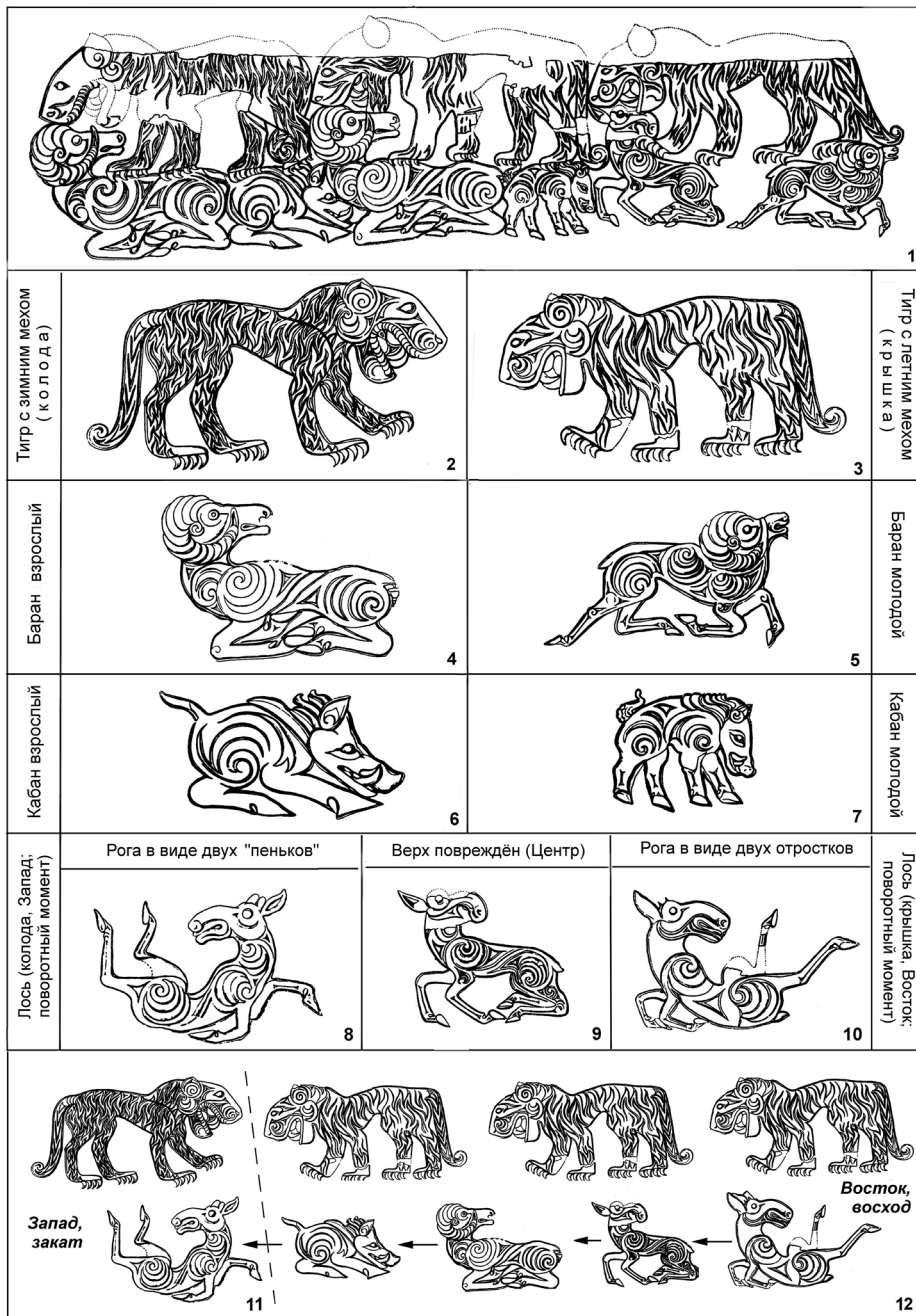 1
Тигр с зимним мехом
(колода)
2
3
Тигр с летним мехом
(крышка)
Баран взрослый
4
5
Баран молодой
Кабан взрослый
6
7
Кабан молодой
Лось (колода, Запад;
поворотный момент)
Рога в виде двух "пеньков"
8
Верх повреждён (Центр)
9
Рога в виде двух отростков
10
Лось (крышка, Восток;
поворотный момент)
Запад,
закат
11
Восток,
восход
12